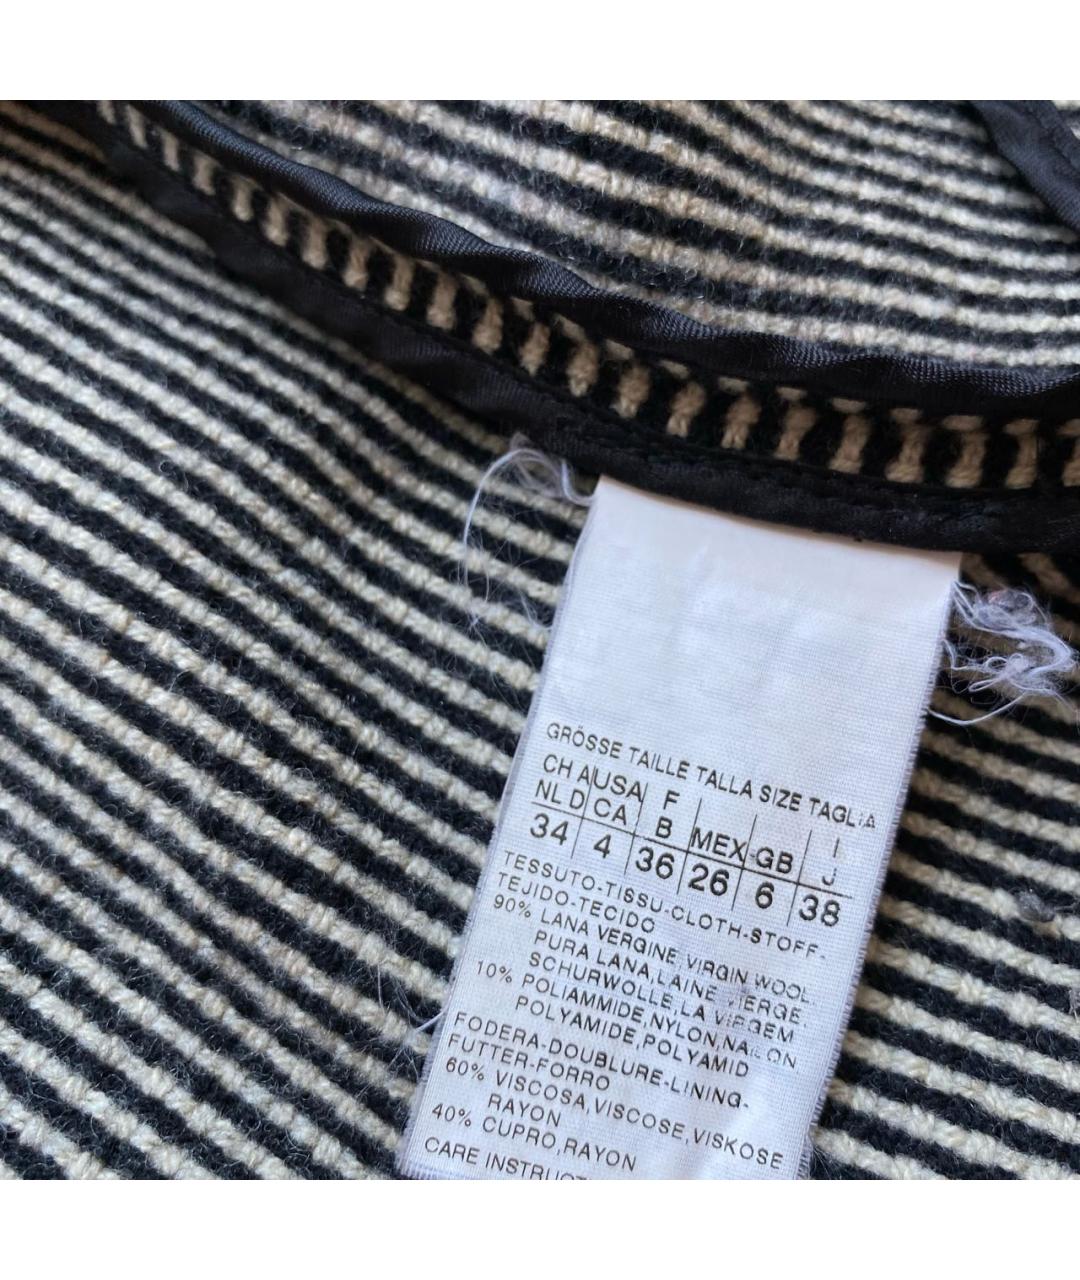 GRÖSSE TAILLE TALLA SIZE TAGLIA
CH A USA F MEX GB I
NL D CA B J
34 4 36 26 6 38
TESSUTO-TISSU-CLOTH-STOFF-
TEJIDO-TECIDO
90% LANA VERGINE VIRGIN WOOL,
PURA LANA,LAINE VIERGE,
SCHURWOLLE,LA VIRGEM
10% POLIAMMIDE,NYLON,NAILON
POLYAMIDE,POLYAMID
FODERA-DOUBLURE-LINING-
FUTTER-FORRO
60% VISCOSA,VISCOSE,VISKOSE
RAYON
40% CUPRO,RAYON
CARE INSTRUCT